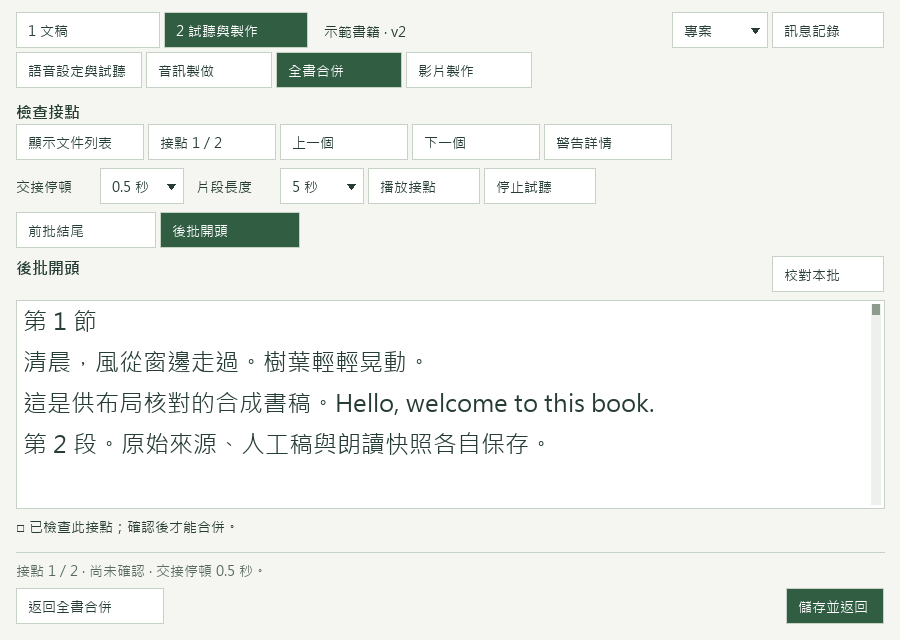 1 文稿 2 試聽與製作 示範書籍 · v2 專案 訊息記錄
語音設定與試聽 音訊製做 全書合併 影片製作
檢查接點
顯示文件列表 接點 1 / 2 上一個 下一個 警告詳情
交接停頓 0.5 秒 片段長度 5 秒 播放接點 停止試聽
前批結尾 後批開頭
後批開頭 校對本批
第 1 節
清晨，風從窗邊走過。樹葉輕輕晃動。
這是供布局核對的合成書稿。Hello, welcome to this book.
第 2 段。原始來源、人工稿與朗讀快照各自保存。
□ 已檢查此接點；確認後才能合併。
接點 1 / 2 · 尚未確認 · 交接停頓 0.5 秒。
返回全書合併 儲存並返回